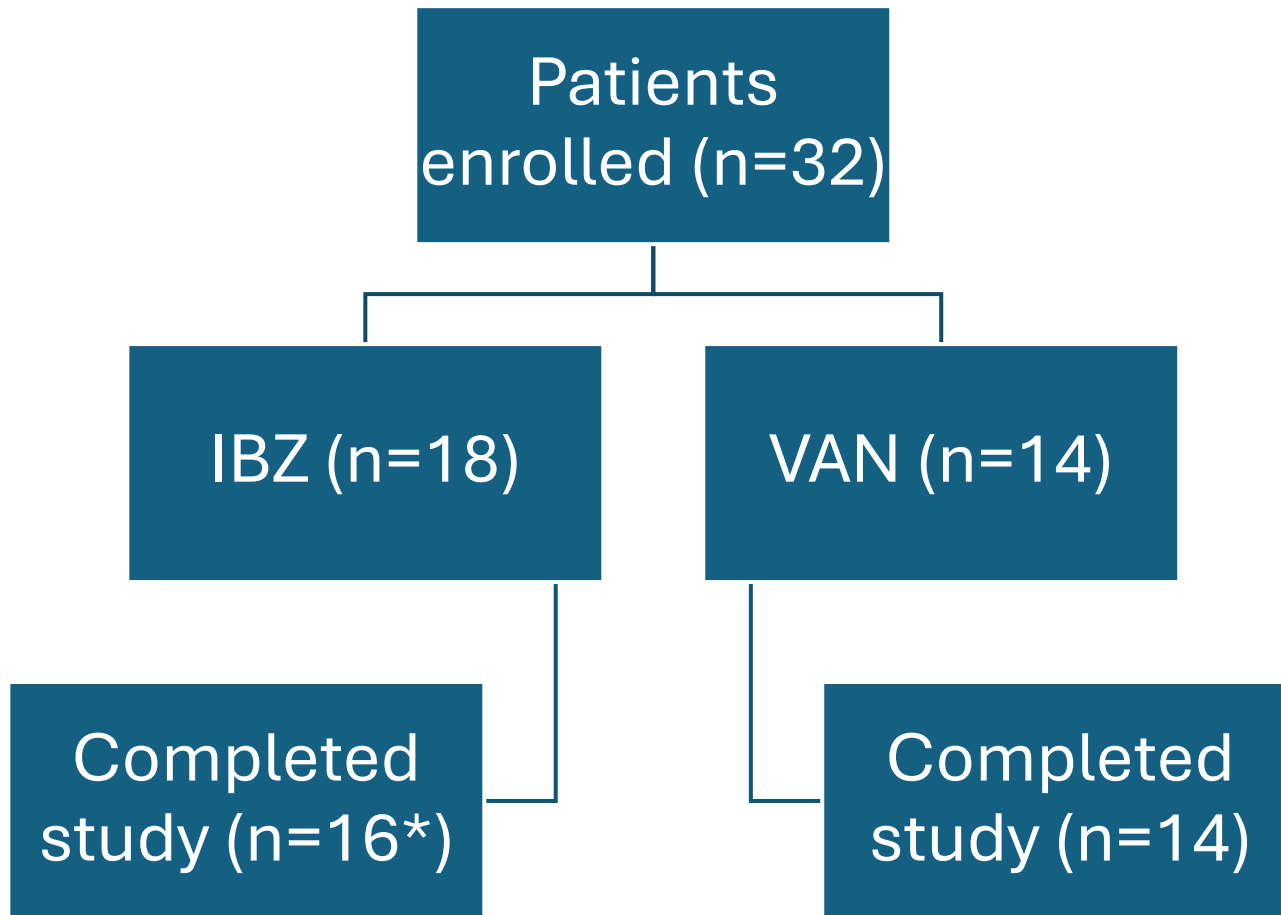 Patients
enrolled (n=32)
IBZ (n=18)
VAN (n=14)
Completed
study (n=16*)
Completed
study (n=14)